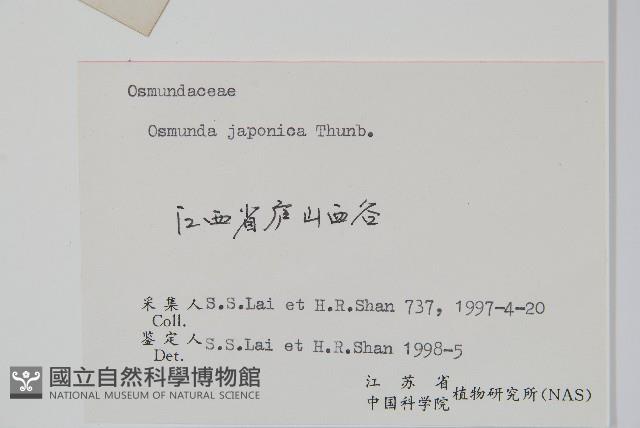 Osmundaceae
Osmunda japonica Thunb.
江西省庐山西谷
采集人 S.S.Lai et H.R.Shan 737, 1997-4-20
Coll.
鉴定人 S.S.Lai et H.R.Shan 1998-5
Det.
江苏省
中国科学院 植物研究所(NAS)
國立自然科學博物館
NATIONAL MUSEUM OF NATURAL SCIENCE